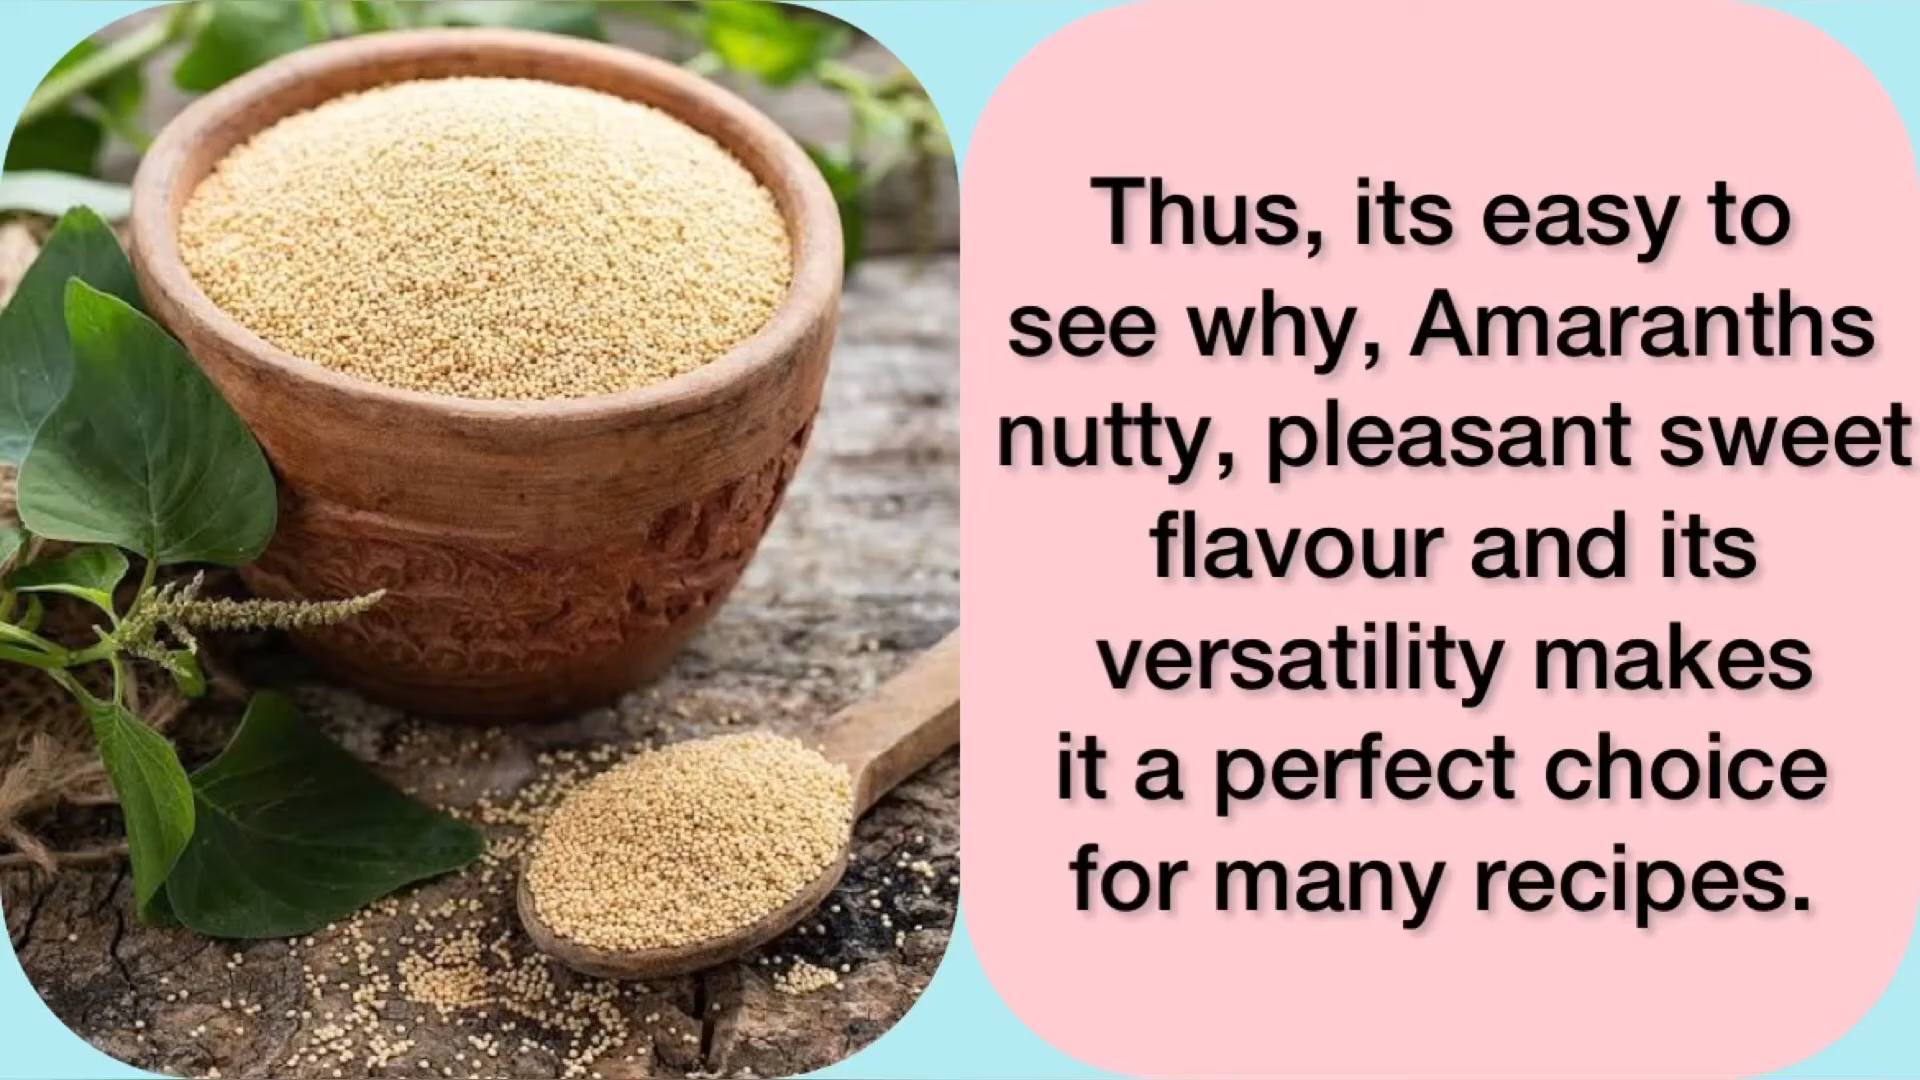 Thus, its easy to
see why, Amaranths
nutty, pleasant sweet
flavour and its
versatility makes
it a perfect choice
for many recipes.